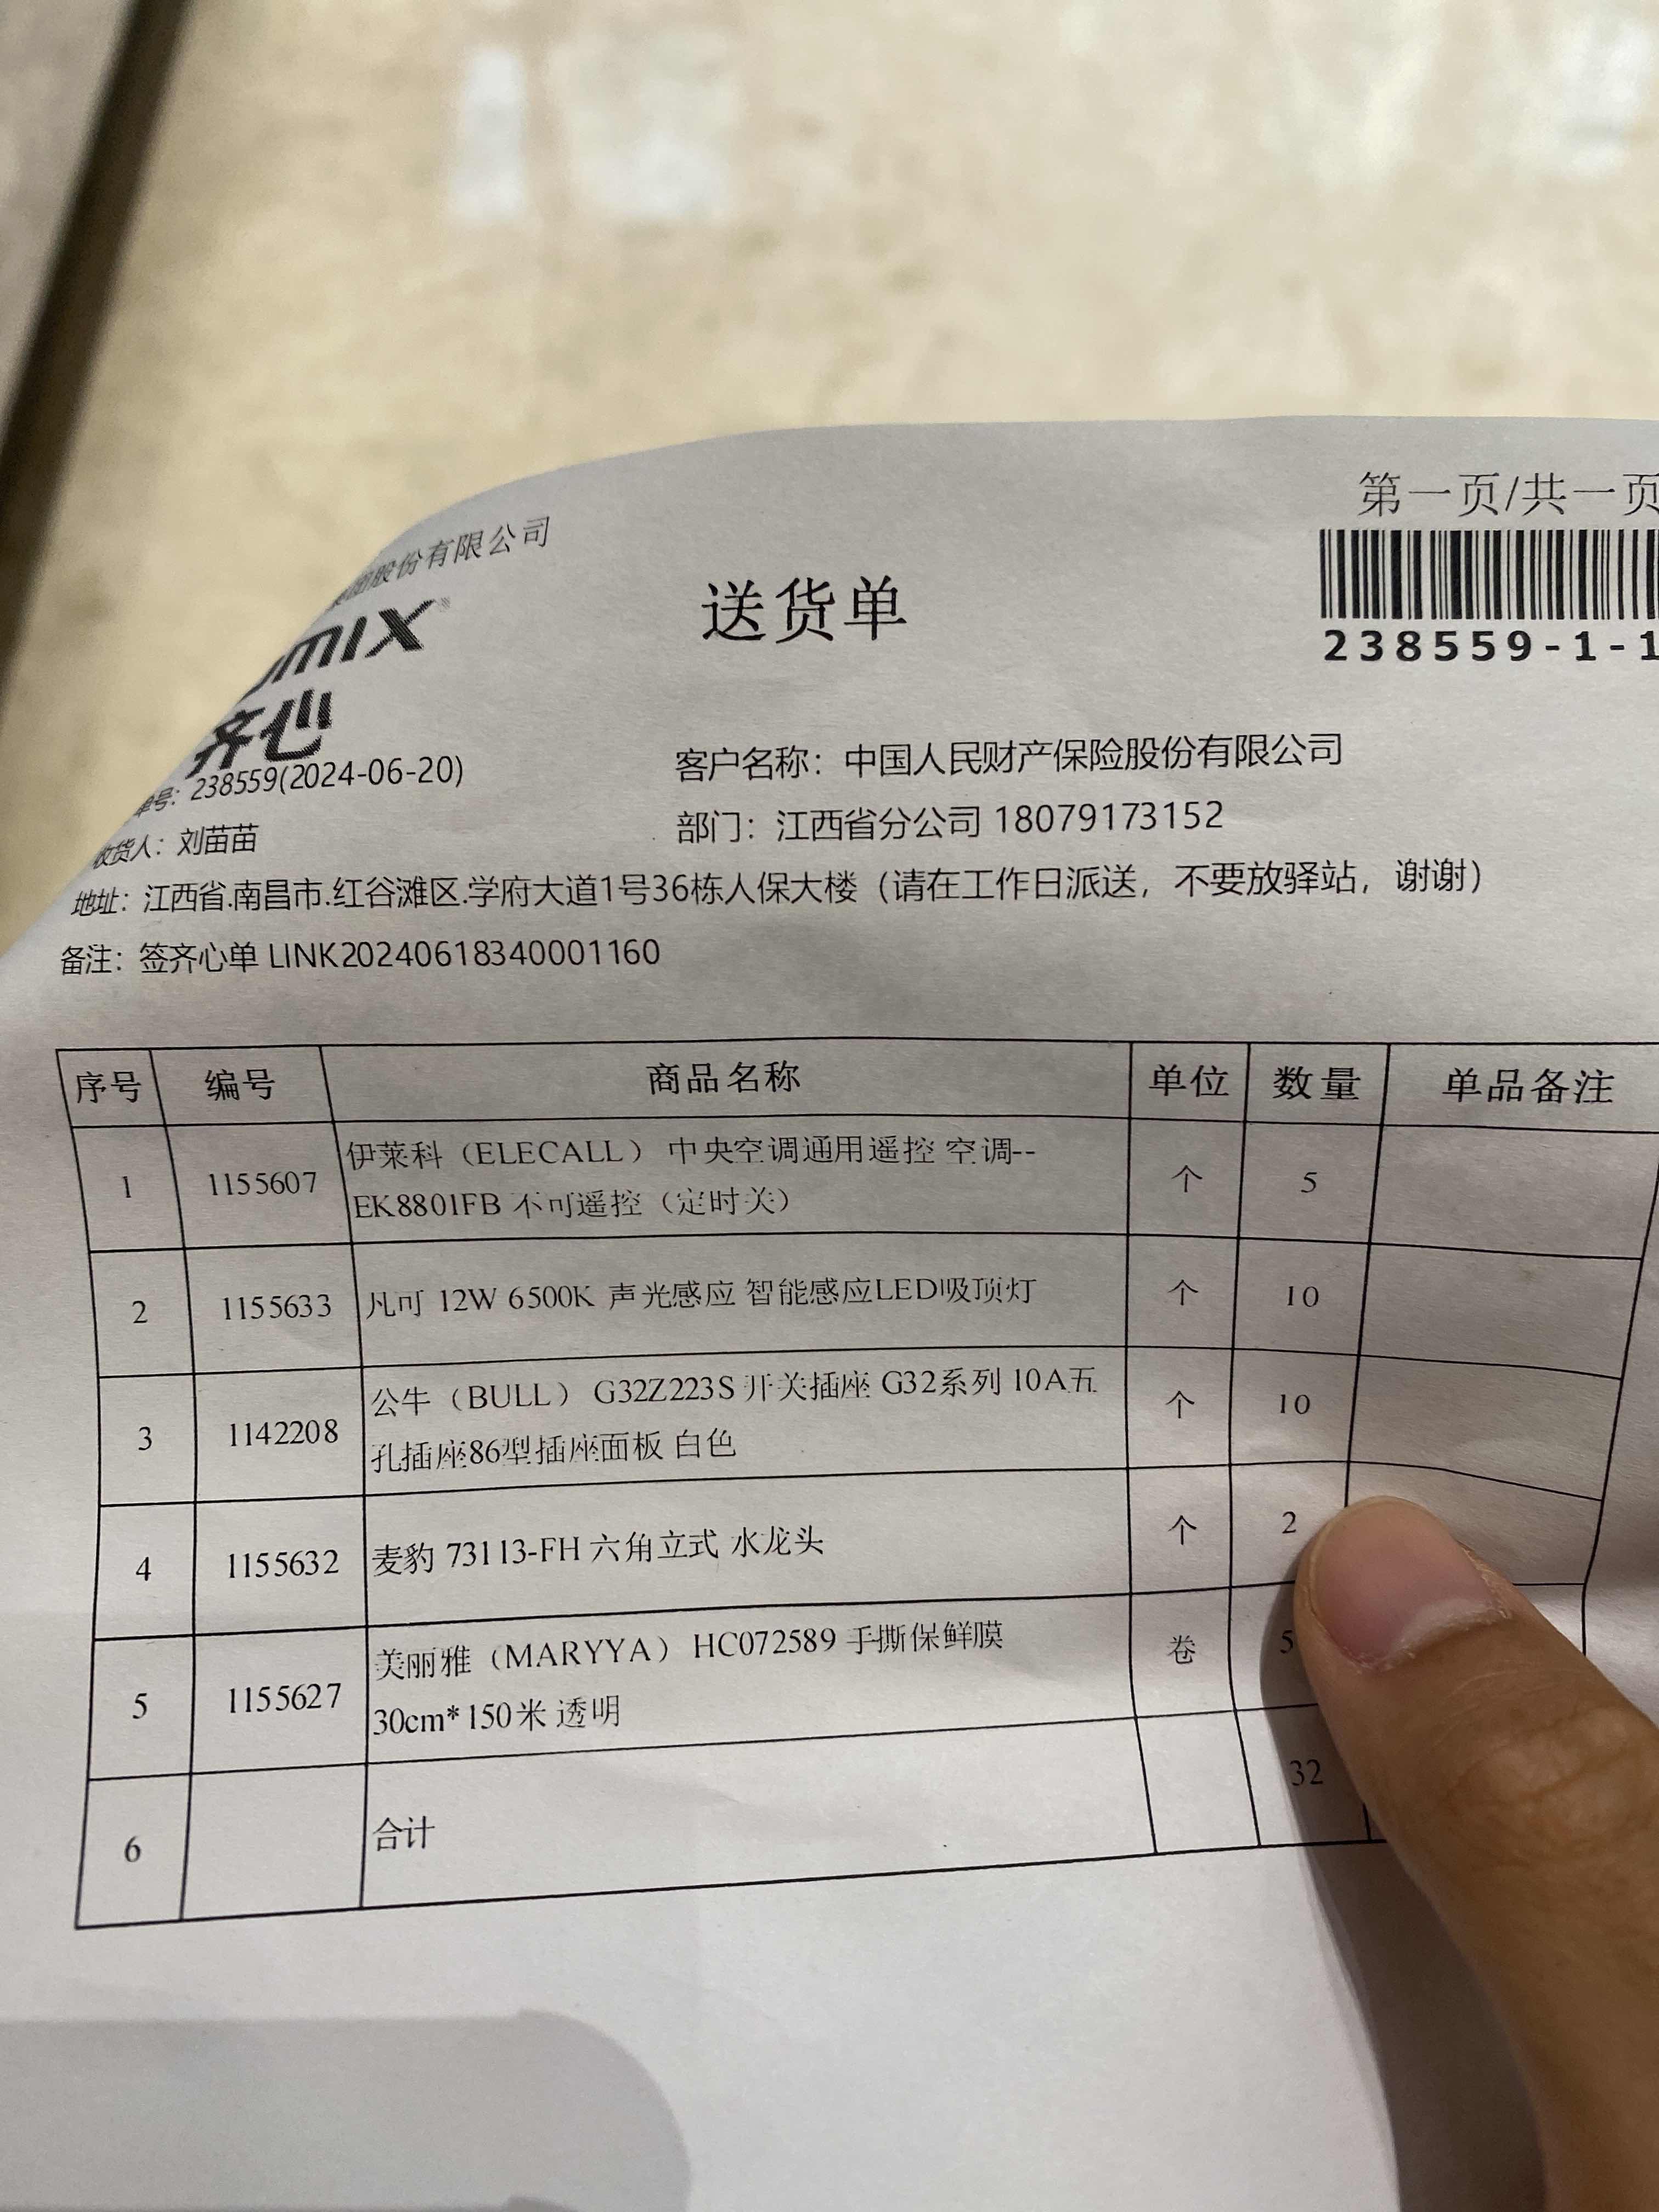 第一页/共一页
股份有限公司
送货单
238559-1-1
MIX
齐心
单号：238559(2024-06-20)
客户名称：中国人民财产保险股份有限公司
收货人：刘苗苗
部门：江西省分公司 18079173152
地址：江西省.南昌市.红谷滩区.学府大道1号36栋人保大楼（请在工作日派送，不要放驿站，谢谢）
备注：签齐心单 LINK20240618340001160
序号 编号 商品名称 单位 数量 单品备注
1 1155607 伊莱科（ELECALL） 中央空调通用遥控 空调-- 个 5
EK8801FB 不可遥控（定时关）
2 1155633 凡可 12W 6500K 声光感应 智能感应LED吸顶灯 个 10
3 1142208 公牛（BULL） G32Z223S 开关插座 G32系列 10A五 个 10
孔插座86型插座面板 白色
4 1155632 麦豹 73113-FH 六角立式 水龙头 个 2
5 1155627 美丽雅（MARYYA） HC072589 手撕保鲜膜 卷 5
30cm*150米 透明
6 合计 32